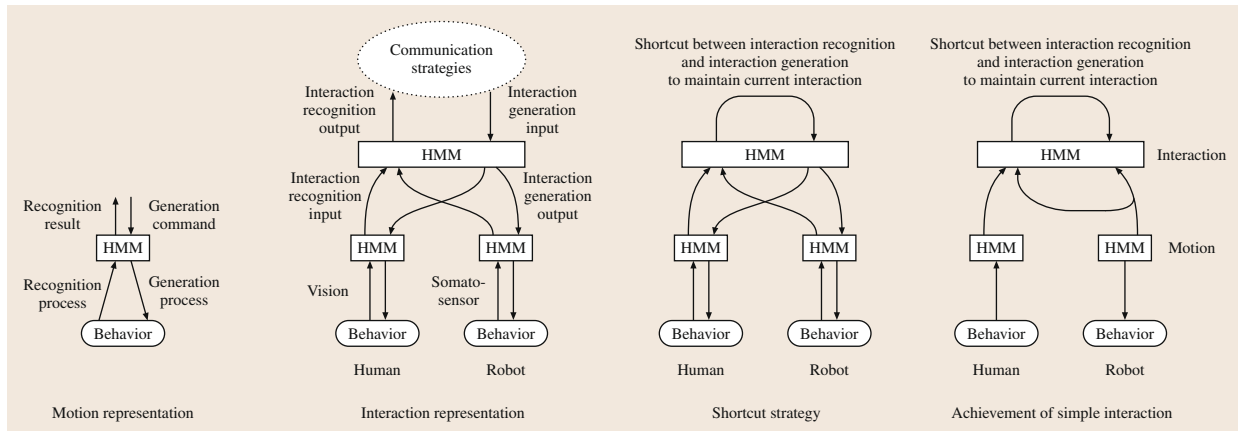 Recognition
result
Generation
command
HMM
Recognition
process
Generation
process
Behavior
Motion representation
Communication
strategies
Interaction
recognition
output
Interaction
generation
input
HMM
Interaction
recognition
input
Interaction
generation
output
HMM
HMM
Vision
Somato-
sensor
Behavior
Behavior
Human
Robot
Interaction representation
Shortcut between interaction recognition
and interaction generation
to maintain current interaction
HMM
HMM
HMM
Behavior
Behavior
Human
Robot
Shortcut strategy
Shortcut between interaction recognition
and interaction generation
to maintain current interaction
HMM
Interaction
HMM
HMM
Motion
Behavior
Behavior
Human
Robot
Achievement of simple interaction